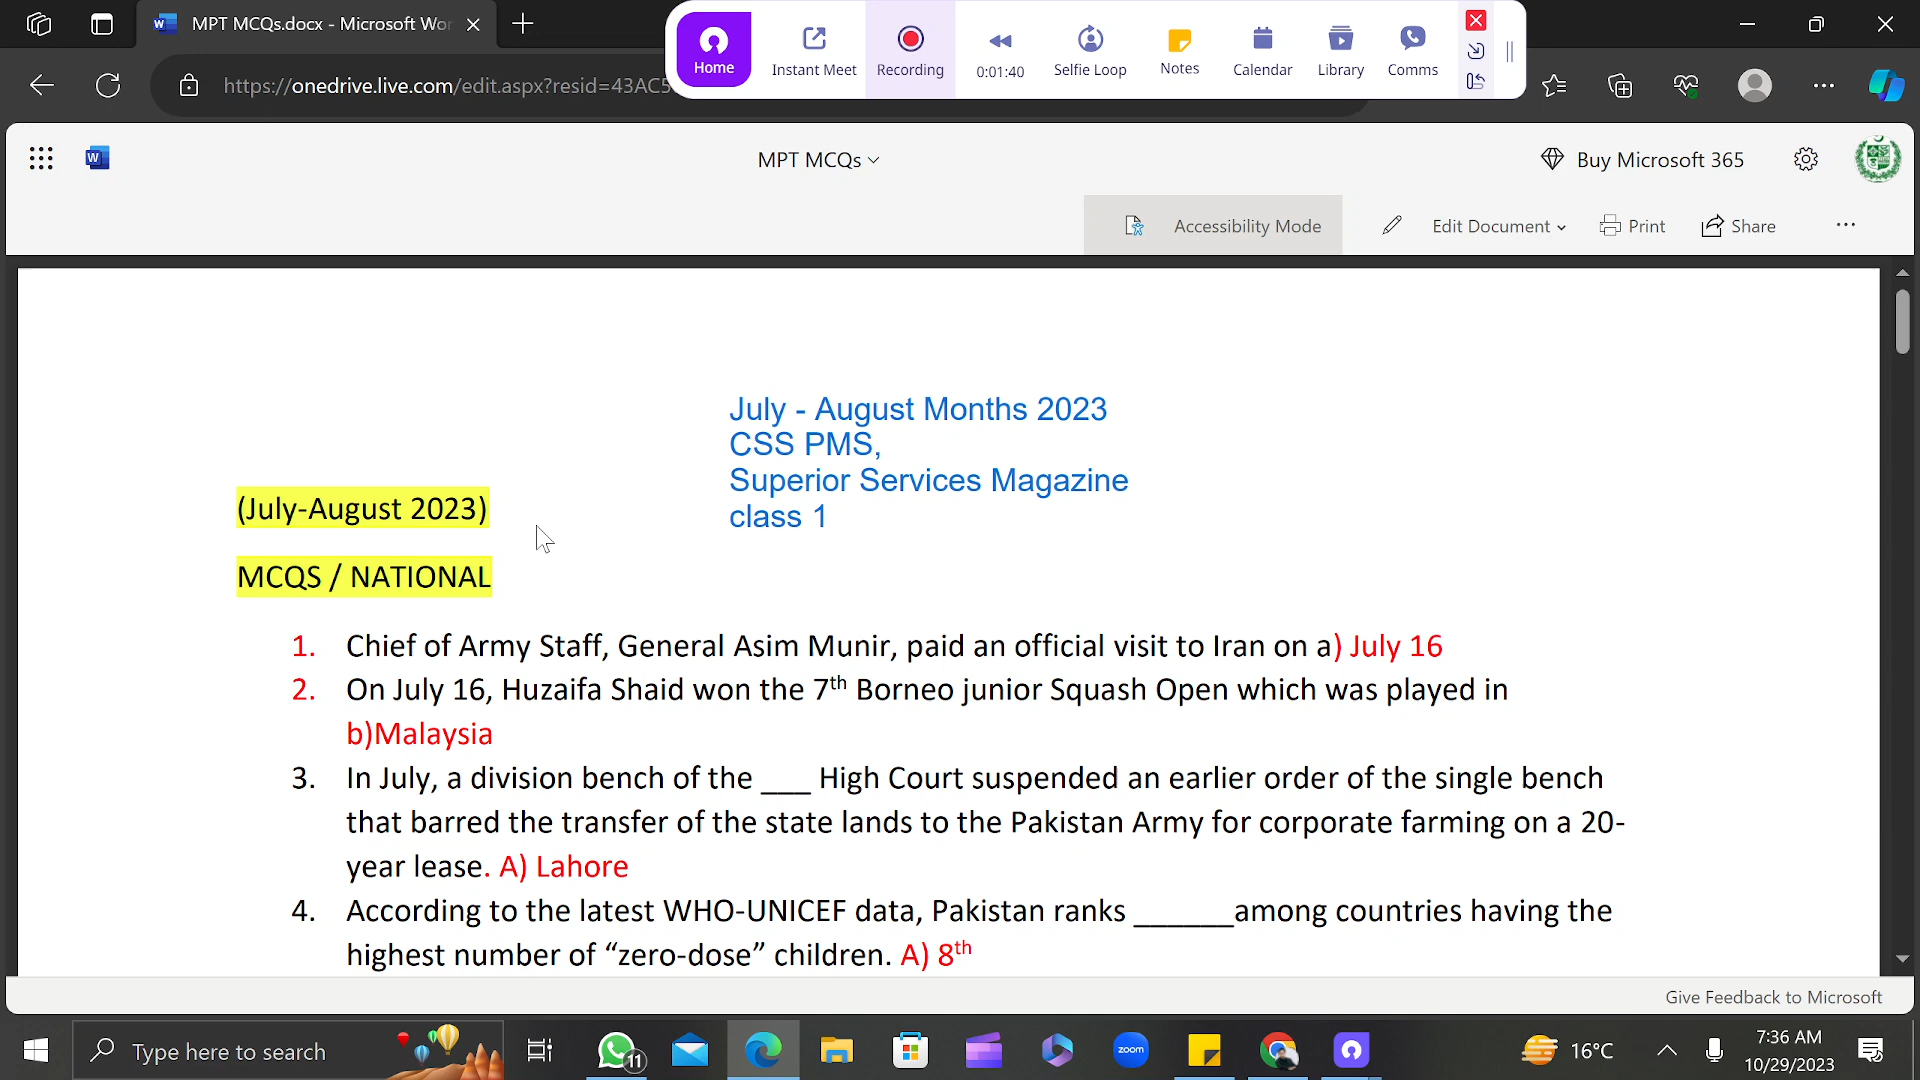 MPT MCQs.docx - Microsoft Wor
Home
Instant Meet
Recording
0:01:40
Selfie Loop
Notes
Calendar
Library
Comms
https://onedrive.live.com/edit.aspx?resid=43AC5
W
MPT MCQs
Buy Microsoft 365
Accessibility Mode
Edit Document
Print
Share
July - August Months 2023
CSS PMS,
Superior Services Magazine
class 1
(July-August 2023)
MCQS / NATIONAL
1. Chief of Army Staff, General Asim Munir, paid an official visit to Iran on a) July 16
2. On July 16, Huzaifa Shaid won the 7th Borneo junior Squash Open which was played in
b)Malaysia
3. In July, a division bench of the ___ High Court suspended an earlier order of the single bench
that barred the transfer of the state lands to the Pakistan Army for corporate farming on a 20-
year lease. A) Lahore
4. According to the latest WHO-UNICEF data, Pakistan ranks ______among countries having the
highest number of “zero-dose” children. A) 8th
Give Feedback to Microsoft
Type here to search
11
zoom
16°C
7:36 AM
10/29/2023